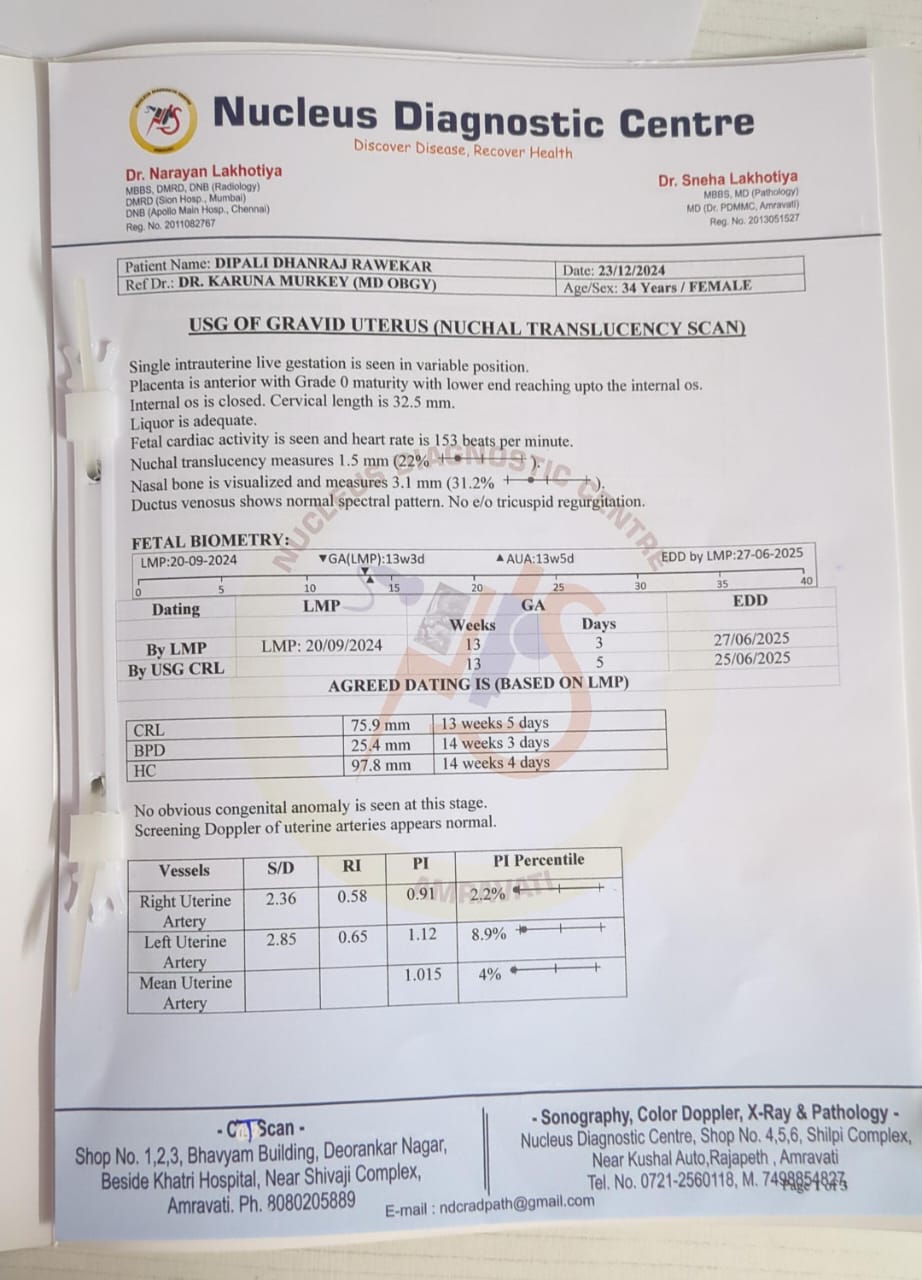 Nucleus Diagnostic Centre
Discover Disease, Recover Health
Dr. Narayan Lakhotiya
MBBS, DMRD, DNB (Radiology)
DMRD (Sion Hosp., Mumbai)
DNB (Apollo Main Hosp., Chennai)
Reg. No. 2011082767
Dr. Sneha Lakhotiya
MBBS, MD (Pathology)
MD (Dr. PDMMC, Amravati)
Reg. No. 2013051527
Patient Name: DIPALI DHANRAJ RAWEKAR Date: 23/12/2024
Ref Dr.: DR. KARUNA MURKEY (MD OBGY) Age/Sex: 34 Years / FEMALE
USG OF GRAVID UTERUS (NUCHAL TRANSLUCENCY SCAN)
Single intrauterine live gestation is seen in variable position.
Placenta is anterior with Grade 0 maturity with lower end reaching upto the internal os.
Internal os is closed. Cervical length is 32.5 mm.
Liquor is adequate.
Fetal cardiac activity is seen and heart rate is 153 beats per minute.
Nuchal translucency measures 1.5 mm (22% ).
Nasal bone is visualized and measures 3.1 mm (31.2% ).
Ductus venosus shows normal spectral pattern. No e/o tricuspid regurgitation.
NUCLEUS DIAGNOSTIC CENTRE
AMRAVATI
FETAL BIOMETRY:
LMP:20-09-2024 ▼GA(LMP):13w3d ▲AUA:13w5d EDD by LMP:27-06-2025
0 5 10 15 20 25 30 35 40
Dating LMP GA EDD
Weeks Days
By LMP LMP: 20/09/2024 13 3 27/06/2025
By USG CRL 13 5 25/06/2025
AGREED DATING IS (BASED ON LMP)
CRL 75.9 mm 13 weeks 5 days
BPD 25.4 mm 14 weeks 3 days
HC 97.8 mm 14 weeks 4 days
No obvious congenital anomaly is seen at this stage.
Screening Doppler of uterine arteries appears normal.
Vessels S/D RI PI PI Percentile
Right Uterine Artery 2.36 0.58 0.91 2.2%
Left Uterine Artery 2.85 0.65 1.12 8.9%
Mean Uterine Artery 1.015 4%
Scan -
Shop No. 1,2,3, Bhavyam Building, Deorankar Nagar,
Beside Khatri Hospital, Near Shivaji Complex,
Amravati. Ph. 8080205889
- Sonography, Color Doppler, X-Ray & Pathology -
Nucleus Diagnostic Centre, Shop No. 4,5,6, Shilpi Complex,
Near Kushal Auto,Rajapeth , Amravati
Tel. No. 0721-2560118, M.
E-mail : ndcradpath@gmail.com